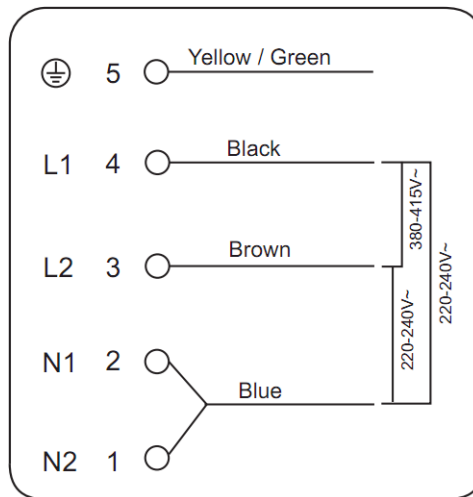 5 Yellow / Green
L1 4 Black
L2 3 Brown
N1 2
Blue
N2 1
380-415V~
220-240V~
220-240V~